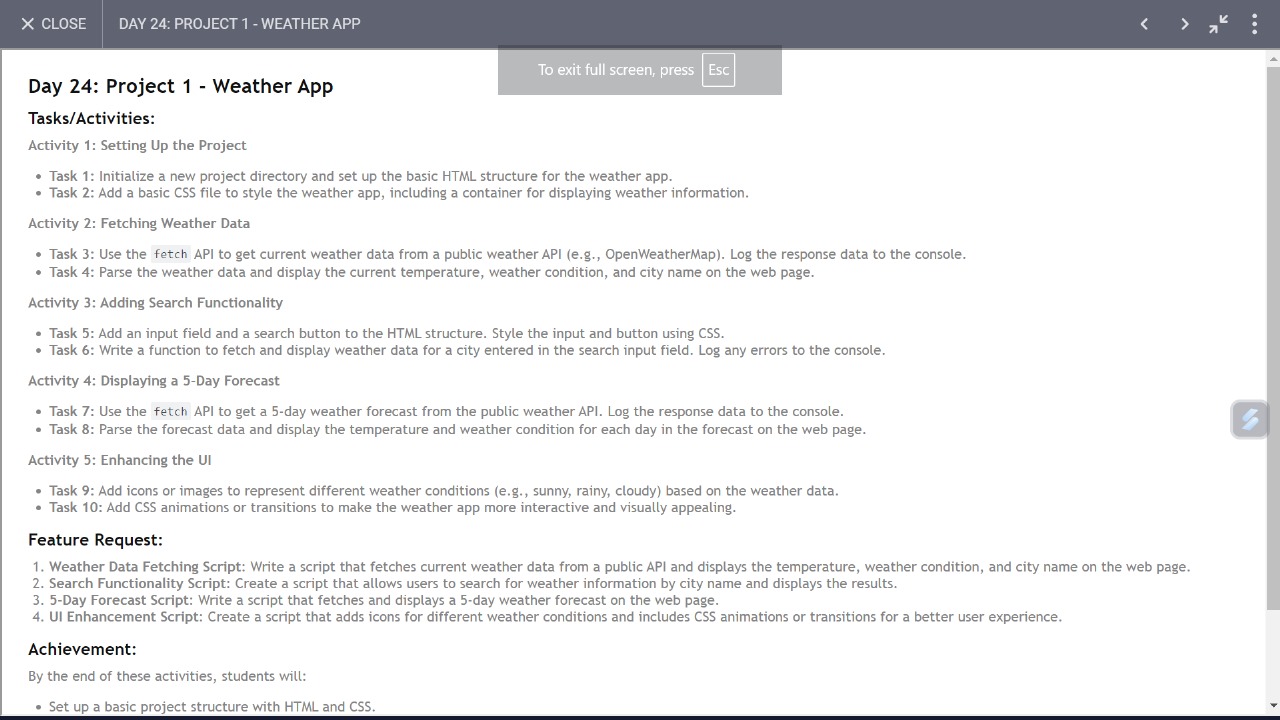 CLOSE DAY 24: PROJECT 1 - WEATHER APP
To exit full screen, press Esc
Day 24: Project 1 - Weather App
Tasks/Activities:
Activity 1: Setting Up the Project
• Task 1: Initialize a new project directory and set up the basic HTML structure for the weather app.
• Task 2: Add a basic CSS file to style the weather app, including a container for displaying weather information.
Activity 2: Fetching Weather Data
• Task 3: Use the fetch API to get current weather data from a public weather API (e.g., OpenWeatherMap). Log the response data to the console.
• Task 4: Parse the weather data and display the current temperature, weather condition, and city name on the web page.
Activity 3: Adding Search Functionality
• Task 5: Add an input field and a search button to the HTML structure. Style the input and button using CSS.
• Task 6: Write a function to fetch and display weather data for a city entered in the search input field. Log any errors to the console.
Activity 4: Displaying a 5-Day Forecast
• Task 7: Use the fetch API to get a 5-day weather forecast from the public weather API. Log the response data to the console.
• Task 8: Parse the forecast data and display the temperature and weather condition for each day in the forecast on the web page.
Activity 5: Enhancing the UI
• Task 9: Add icons or images to represent different weather conditions (e.g., sunny, rainy, cloudy) based on the weather data.
• Task 10: Add CSS animations or transitions to make the weather app more interactive and visually appealing.
Feature Request:
1. Weather Data Fetching Script: Write a script that fetches current weather data from a public API and displays the temperature, weather condition, and city name on the web page.
2. Search Functionality Script: Create a script that allows users to search for weather information by city name and displays the results.
3. 5-Day Forecast Script: Write a script that fetches and displays a 5-day weather forecast on the web page.
4. UI Enhancement Script: Create a script that adds icons for different weather conditions and includes CSS animations or transitions for a better user experience.
Achievement:
By the end of these activities, students will:
• Set up a basic project structure with HTML and CSS.